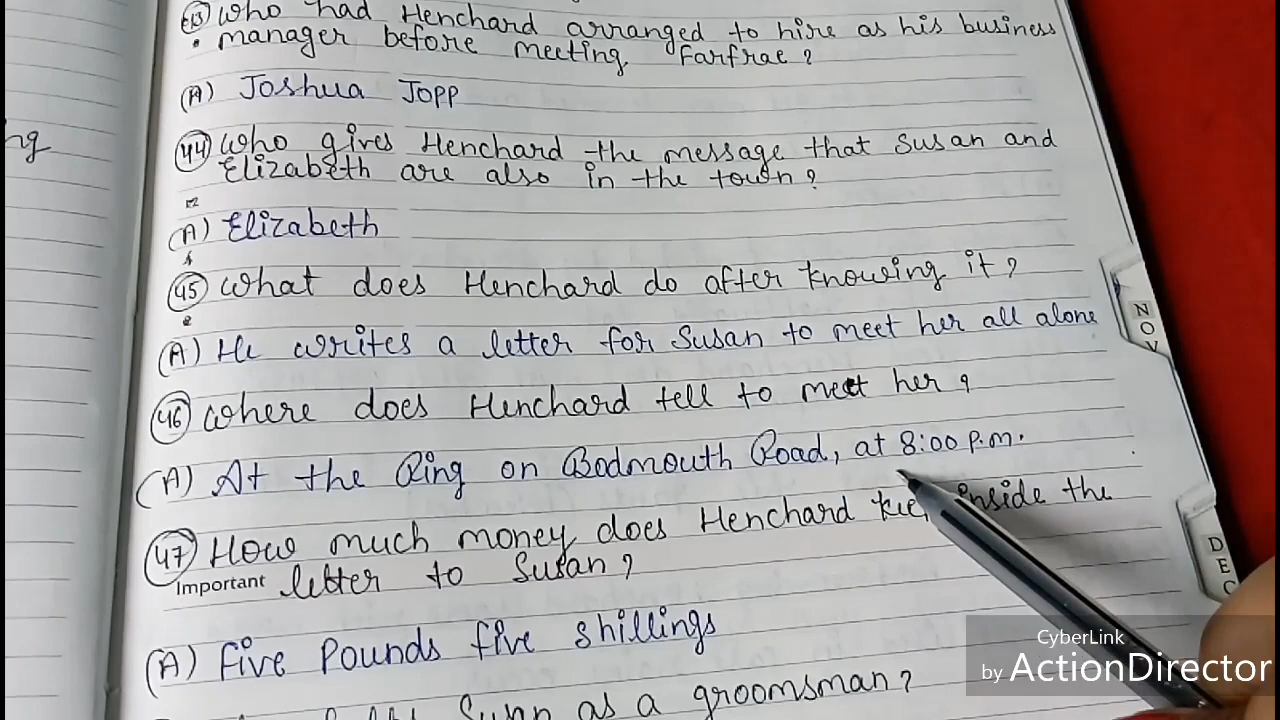 43 Who had Henchard arranged to hire as his business
manager before meeting Farfrae?
(A) Joshua Jopp
44 Who gives Henchard the message that Susan and
Elizabeth are also in the town?
(A) Elizabeth
45 What does Henchard do after knowing it?
(A) He writes a letter for Susan to meet her all alone
46 Where does Henchard tell to meet her?
(A) At the Ring on Bodmouth Road, at 8:00 p.m.
47 How much money does Henchard inside the
Important letter to Susan?
(A) Five Pounds five shillings
Susan as a groomsman?
ng
NOV
DEC
CyberLink
by ActionDirector